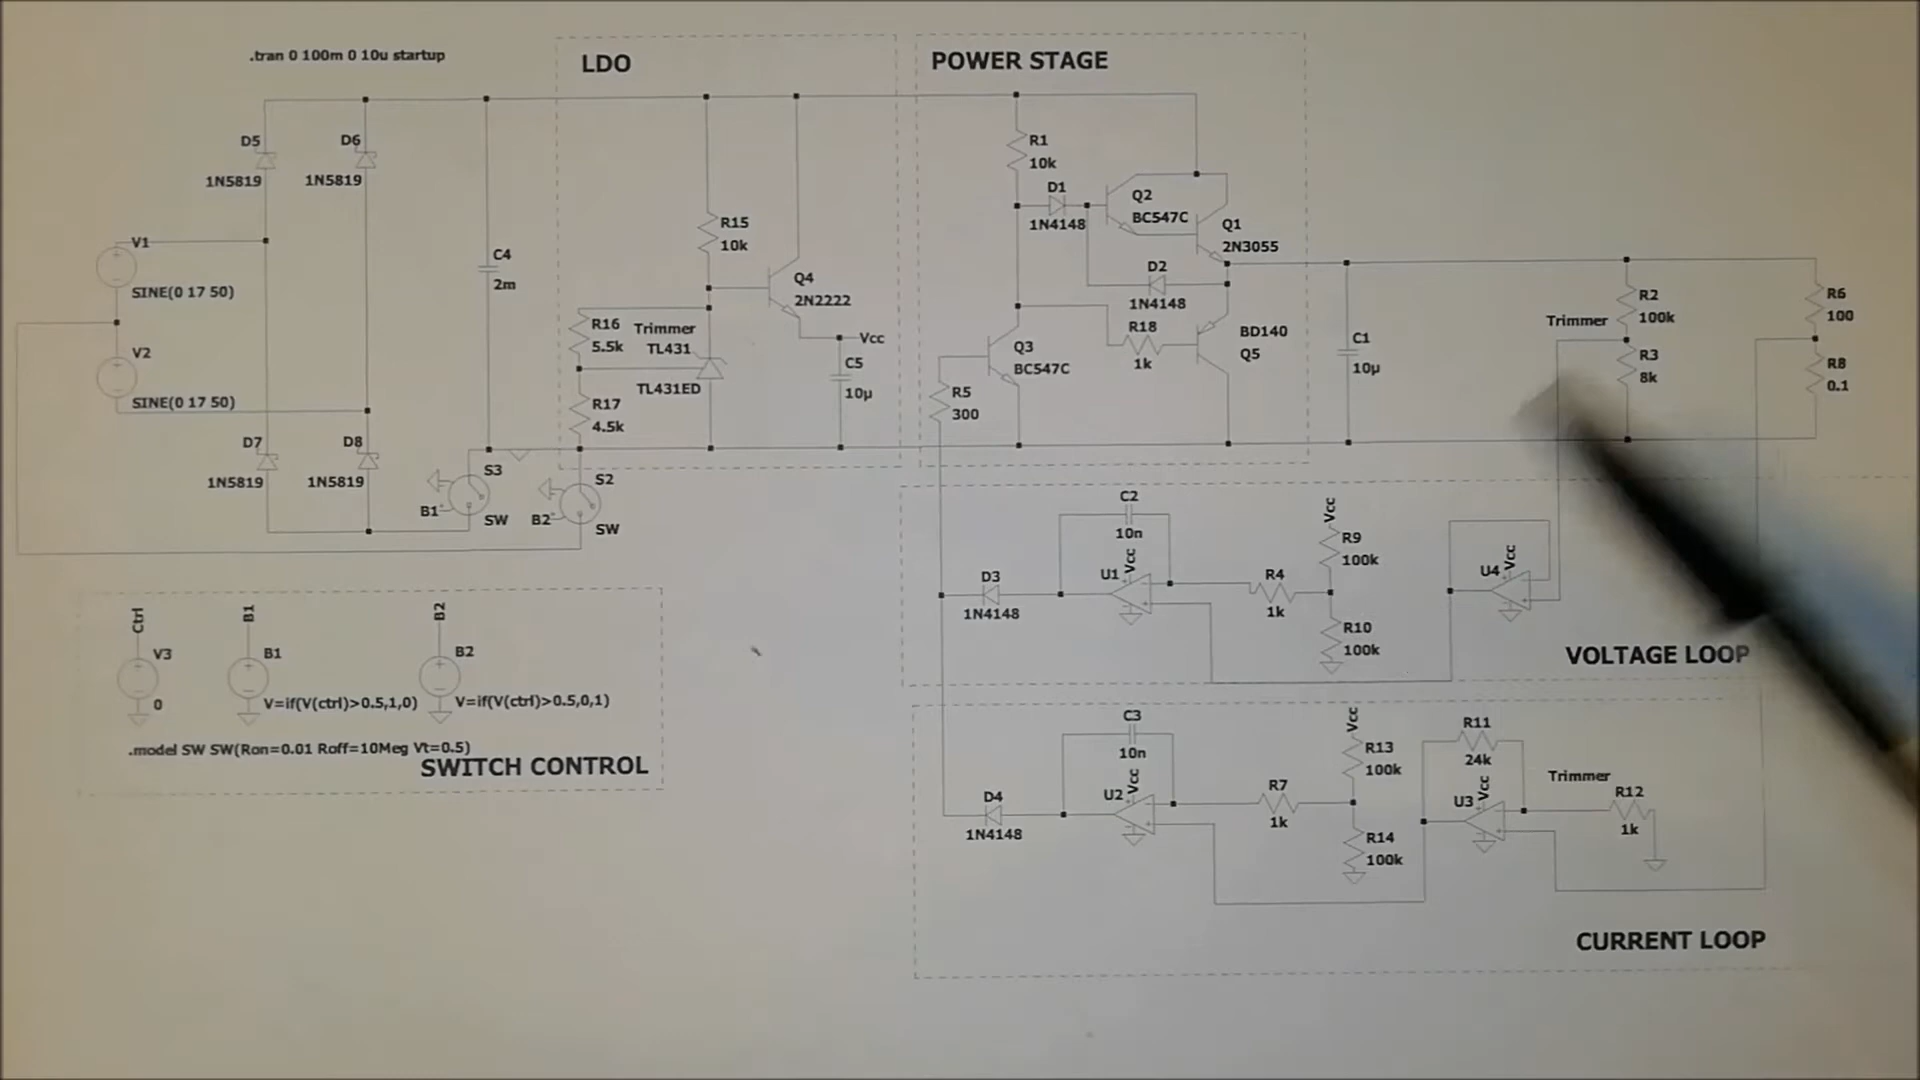 .tran 0 100m 0 10u startup
LDO
POWER STAGE
D5
1N5819
D6
1N5819
V1
SINE(0 17 50)
V2
SINE(0 17 50)
D7
1N5819
D8
1N5819
C4
2m
S3
B1
SW
S2
B2
SW
R15
10k
R16
5.5k
Trimmer
TL431
TL431ED
R17
4.5k
Q4
2N2222
Vcc
C5
10µ
R1
10k
D1
1N4148
Q2
BC547C
Q1
2N3055
D2
1N4148
R18
1k
BD140
Q5
Q3
BC547C
R5
300
C1
10µ
Trimmer
R2
100k
R3
8k
R6
100
R8
0.1
C2
10n
Vcc
U1
D3
1N4148
R4
1k
Vcc
R9
100k
R10
100k
U4
Vcc
VOLTAGE LOOP
Ctrl
V3
0
B1
B1
V=if(V(ctrl)>0.5,1,0)
B2
B2
V=if(V(ctrl)>0.5,0,1)
.model SW SW(Ron=0.01 Roff=10Meg Vt=0.5)
SWITCH CONTROL
C3
10n
Vcc
U2
D4
1N4148
R7
1k
Vcc
R13
100k
R14
100k
R11
24k
Vcc
U3
Trimmer
R12
1k
CURRENT LOOP